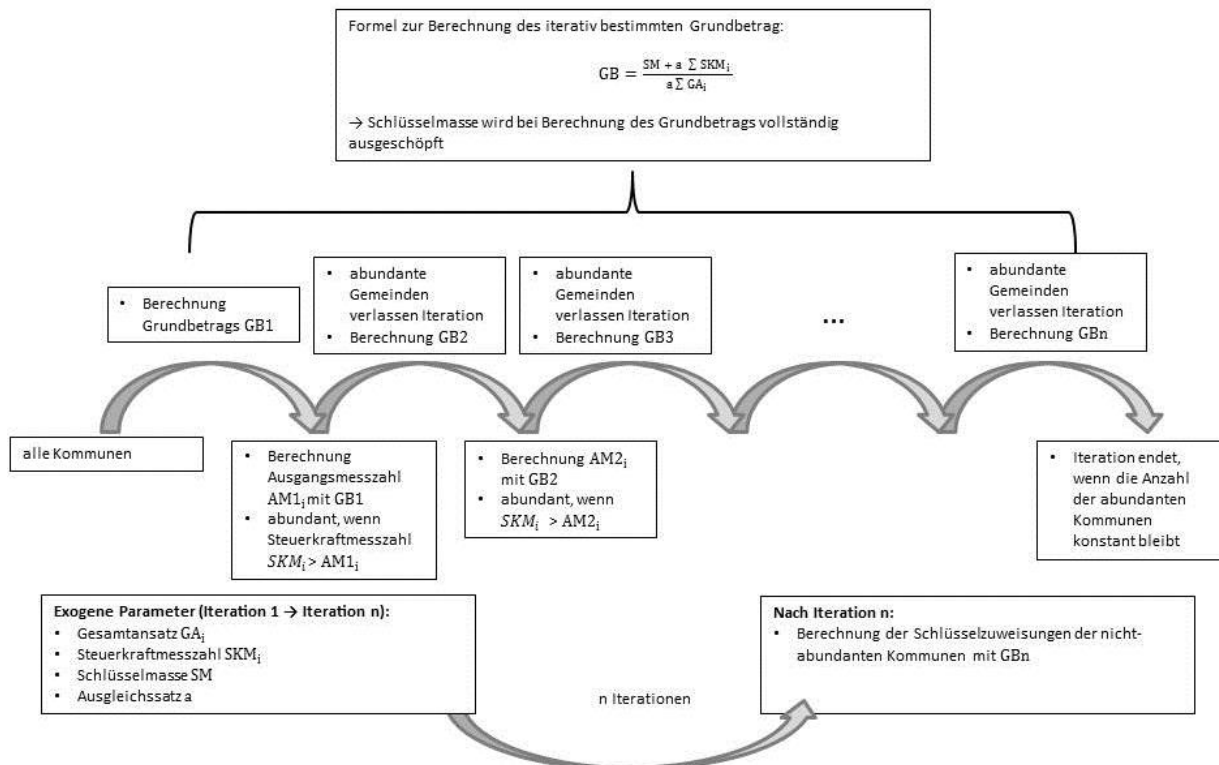 Formel zur Berechnung des iterativ bestimmten Grundbetrag:
GB = (SM + a ∑ SKMᵢ) / (a ∑ GAᵢ)
→ Schlüsselmasse wird bei Berechnung des Grundbetrags vollständig
ausgeschöpft
▪ Berechnung
Grundbetrags GB1
▪ abundante
Gemeinden
verlassen Iteration
▪ Berechnung GB2
▪ abundante
Gemeinden
verlassen Iteration
▪ Berechnung GB3
...
▪ abundante
Gemeinden
verlassen Iteration
▪ Berechnung GBn
alle Kommunen
▪ Berechnung
Ausgangsmesszahl
AM1ᵢ mit GB1
▪ abundant, wenn
Steuerkraftmesszahl
SKMᵢ > AM1ᵢ
▪ Berechnung AM2ᵢ
mit GB2
▪ abundant, wenn
SKMᵢ > AM2ᵢ
▪ Iteration endet,
wenn die Anzahl
der abundanten
Kommunen
konstant bleibt
Exogene Parameter (Iteration 1 → Iteration n):
▪ Gesamtansatz GAᵢ
▪ Steuerkraftmesszahl SKMᵢ
▪ Schlüsselmasse SM
▪ Ausgleichssatz a
n Iterationen
Nach Iteration n:
▪ Berechnung der Schlüsselzuweisungen der nicht-
abundanten Kommunen mit GBn